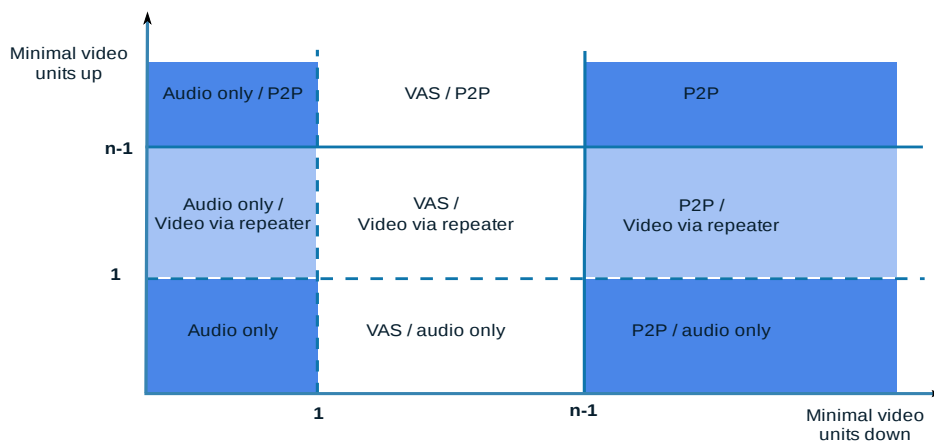 Minimal video
units up
Audio only / P2P
VAS / P2P
P2P
n-1
Audio only /
Video via repeater
VAS /
Video via repeater
P2P /
Video via repeater
1
Audio only
VAS / audio only
P2P / audio only
1
n-1
Minimal video
units down